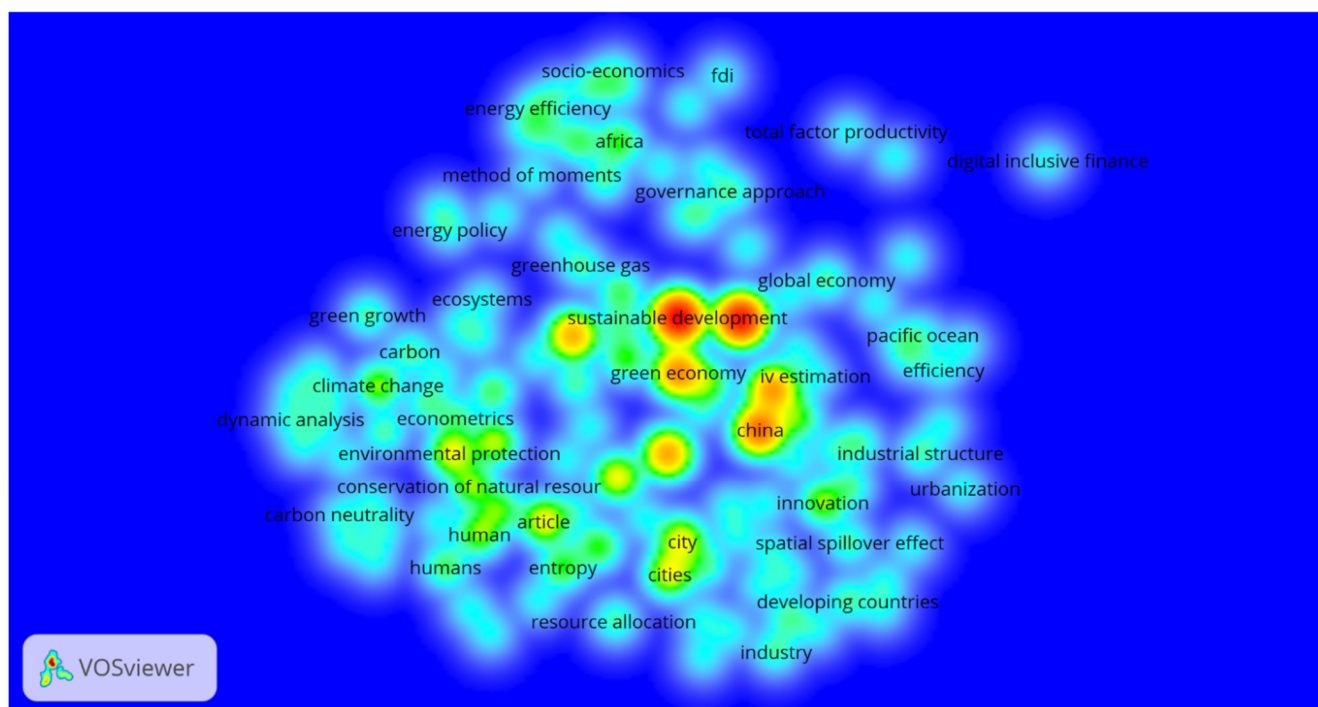 socio-economics
fdi
energy efficiency
total factor productivity
africa
digital inclusive finance
method of moments
governance approach
energy policy
greenhouse gas
global economy
ecosystems
green growth
sustainable development
pacific ocean
carbon
efficiency
green economy
iv estimation
climate change
dynamic analysis
econometrics
china
environmental protection
industrial structure
conservation of natural resour
urbanization
innovation
carbon neutrality
article
human
city
spatial spillover effect
humans
entropy
cities
developing countries
resource allocation
industry
VOSviewer